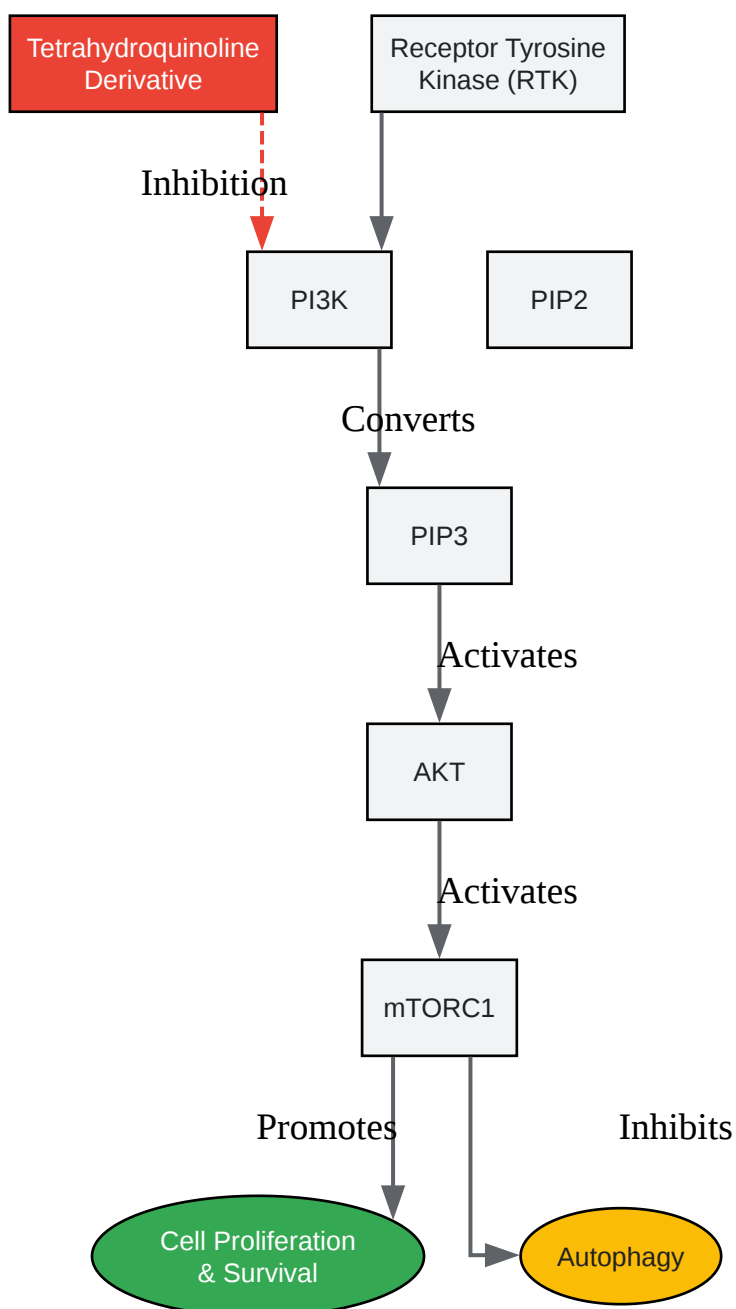 Tetrahydroquinoline
Derivative
Receptor Tyrosine
Kinase (RTK)
Inhibition
PI3K
PIP2
Converts
PIP3
Activates
AKT
Activates
mTORC1
Promotes
Inhibits
Cell Proliferation
& Survival
Autophagy